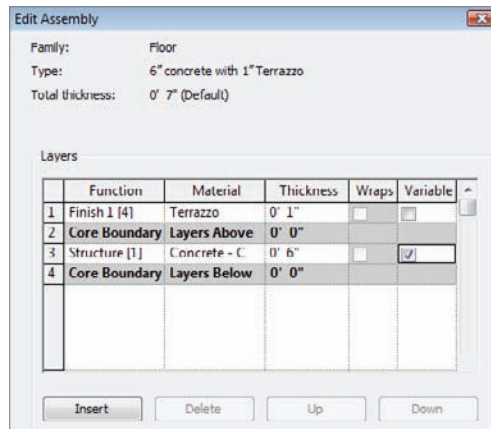 Edit Assembly
Family: Floor
Type: 6" concrete with 1" Terrazzo
Total thickness: 0' 7" (Default)
Layers
Function Material Thickness Wraps Variable
1 Finish 1 [4] Terrazzo 0' 1"
2 Core Boundary Layers Above 0' 0"
3 Structure [1] Concrete - C 0' 6"
4 Core Boundary Layers Below 0' 0"
Insert Delete Up Down